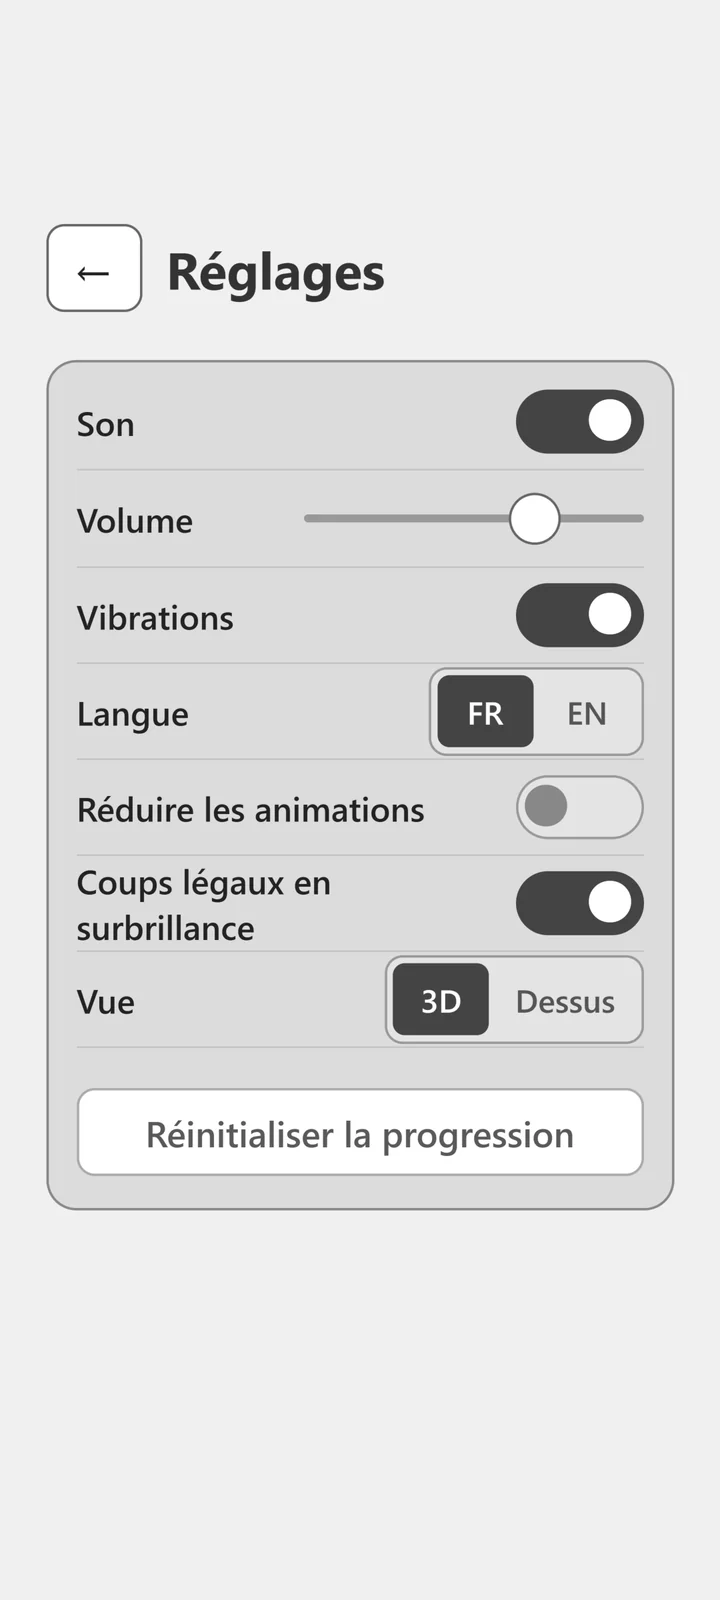 ←
Réglages
Son
Volume
Vibrations
Langue
FR EN
Réduire les animations
Coups légaux en
surbrillance
Vue
3D Dessus
Réinitialiser la progression